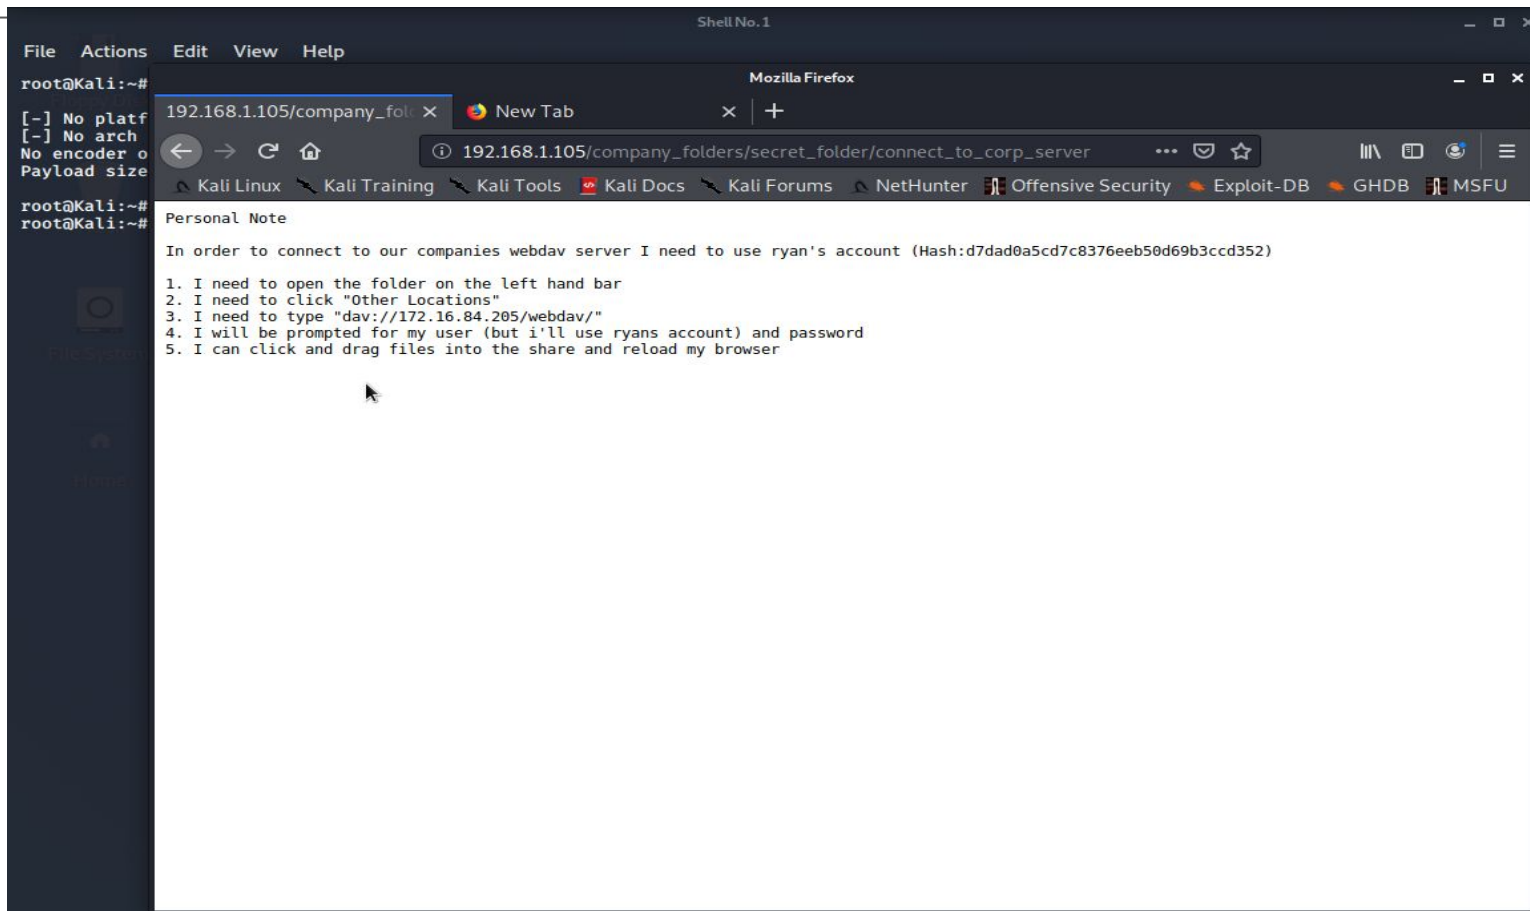 Shell No. 1
File Actions Edit View Help
root@Kali:~#
Mozilla Firefox
[-] No platf
[-] No arch
No encoder o
Payload size
root@Kali:~#
root@Kali:~#
192.168.1.105/company_fol
New Tab
192.168.1.105/company_folders/secret_folder/connect_to_corp_server
Kali Linux Kali Training Kali Tools Kali Docs Kali Forums NetHunter Offensive Security Exploit-DB GHDB MSFU
Personal Note
In order to connect to our companies webdav server I need to use ryan's account (Hash:d7dad0a5cd7c8376eeb50d69b3ccd352)
1. I need to open the folder on the left hand bar
2. I need to click "Other Locations"
3. I need to type "dav://172.16.84.205/webdav/"
4. I will be prompted for my user (but i'll use ryans account) and password
5. I can click and drag files into the share and reload my browser
File System
Home